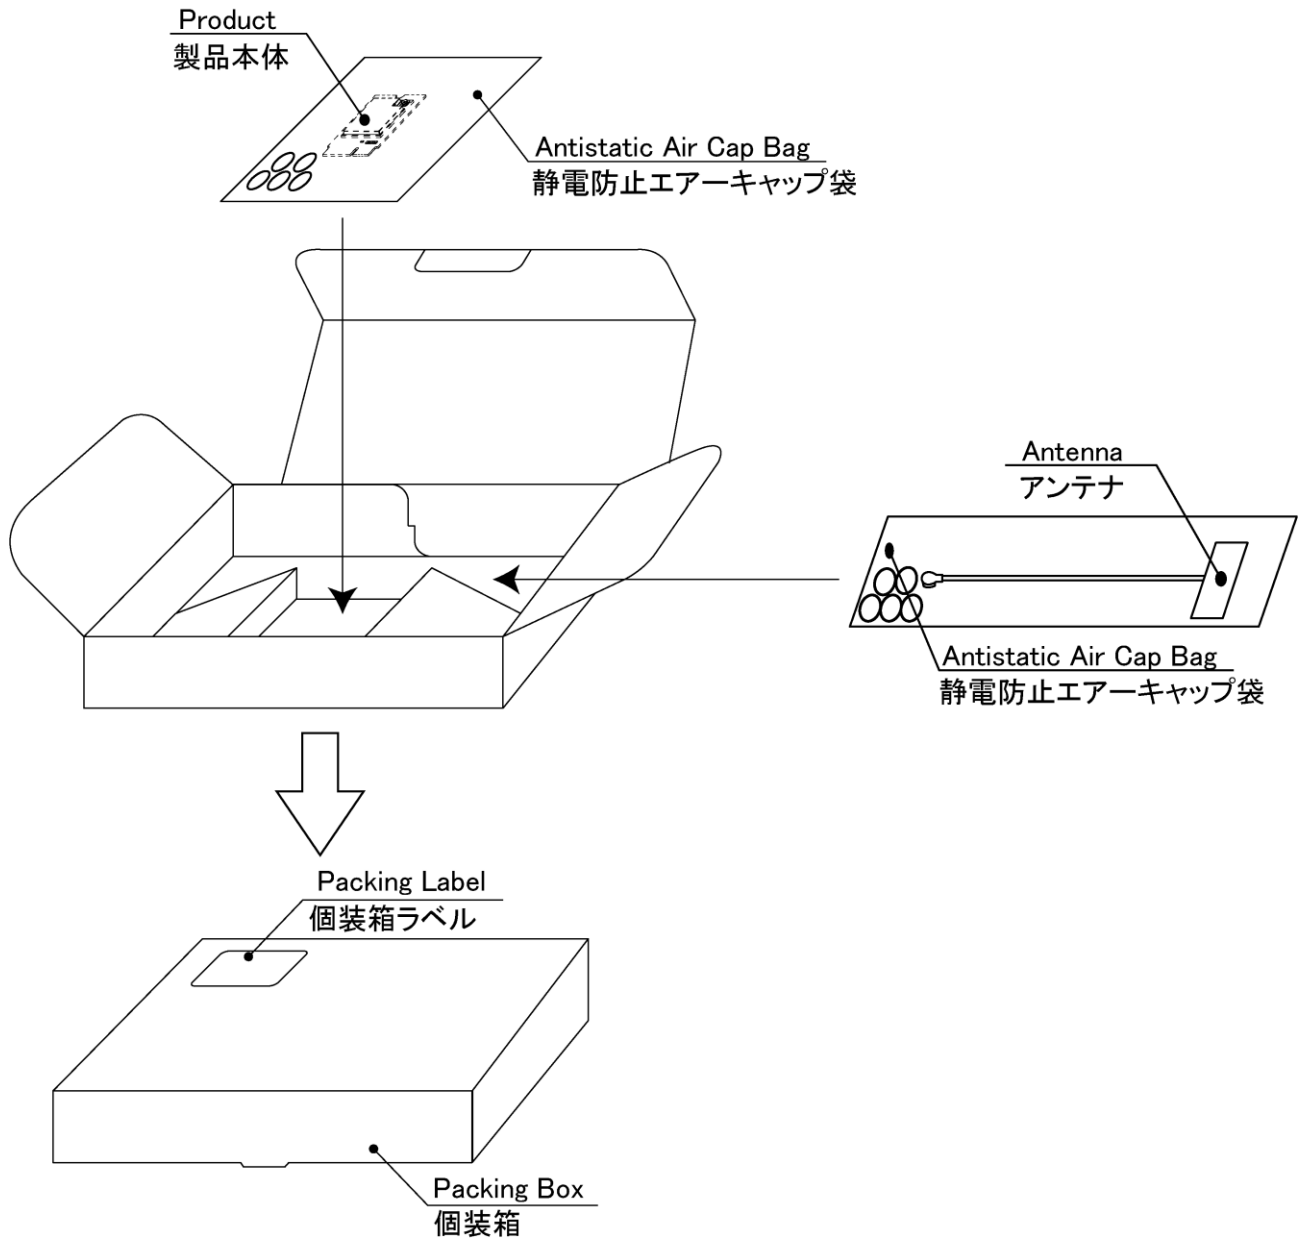 Product
製品本体
Antistatic Air Cap Bag
静電防止エアーキャップ袋
Antenna
アンテナ
Antistatic Air Cap Bag
静電防止エアーキャップ袋
Packing Label
個装箱ラベル
Packing Box
個装箱